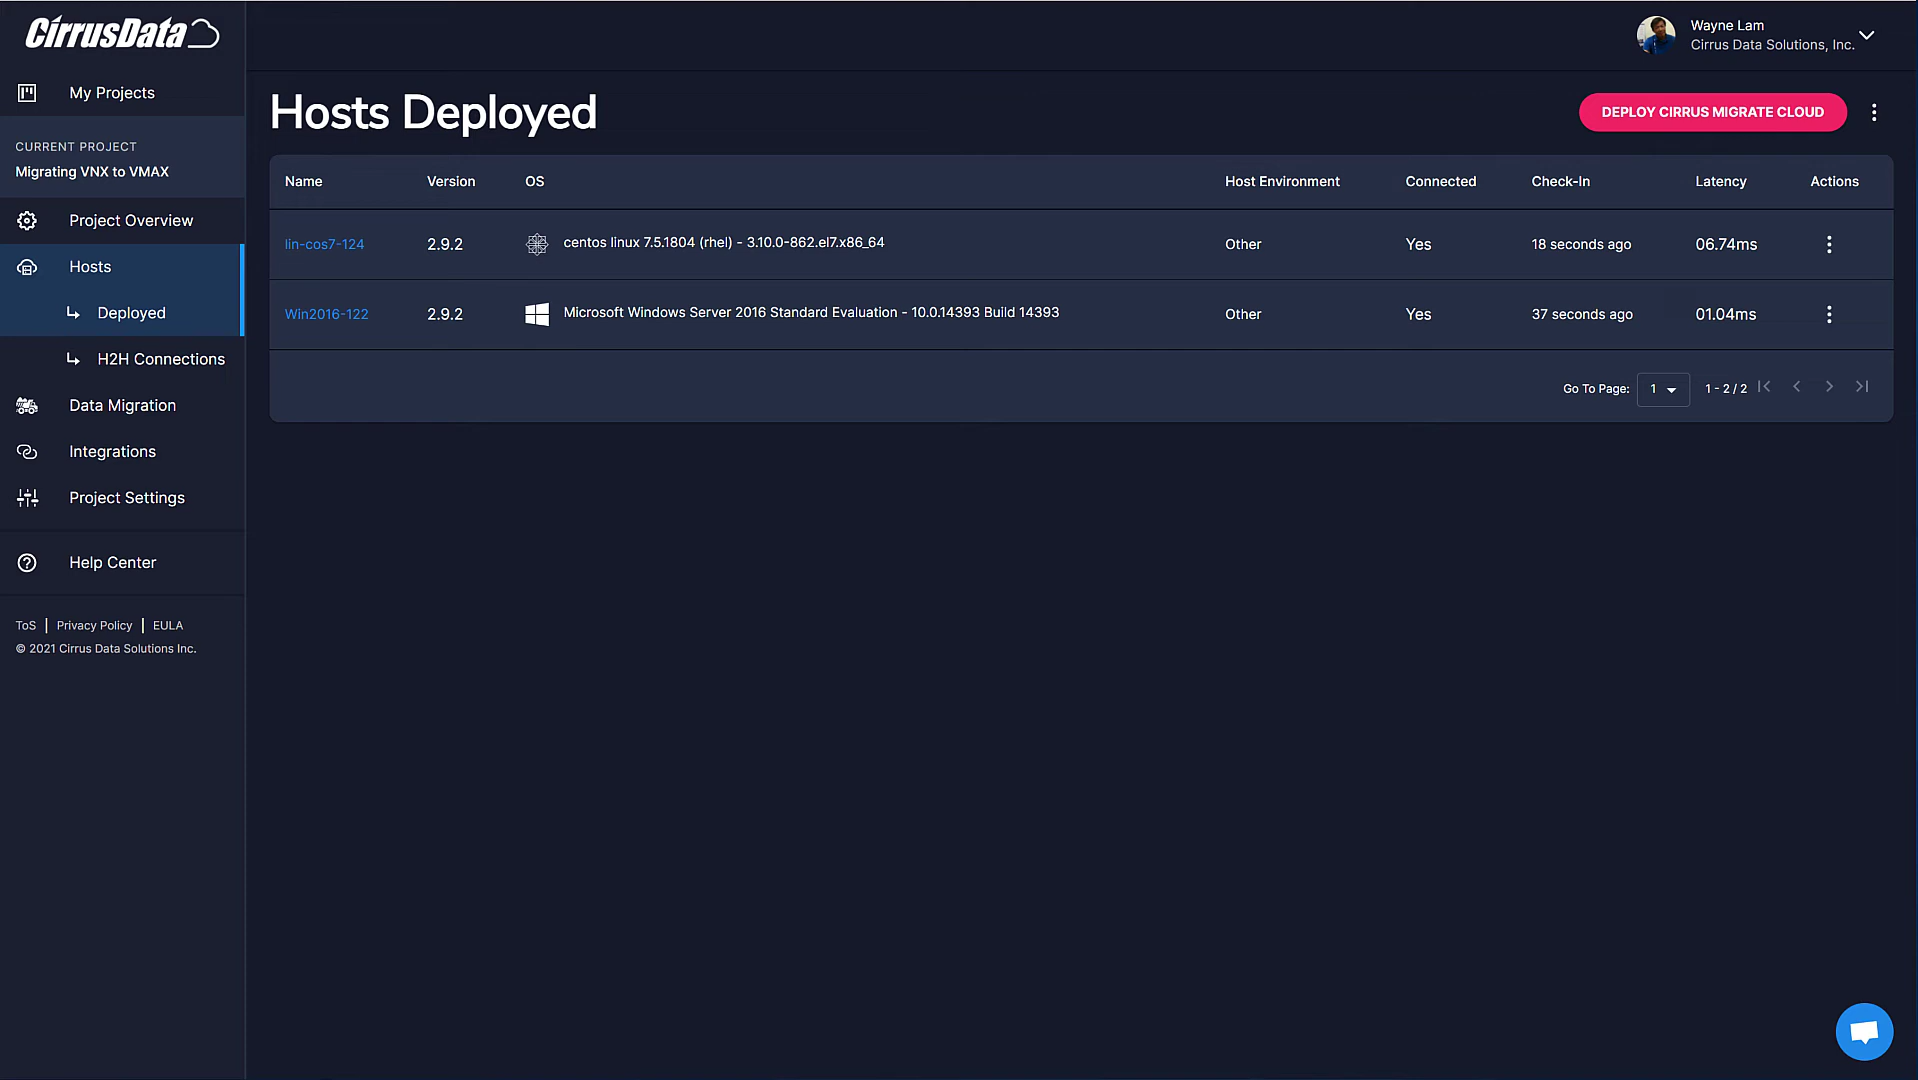 CirrusData
Wayne Lam
Cirrus Data Solutions, Inc.
My Projects
CURRENT PROJECT
Migrating VNX to VMAX
Project Overview
Hosts
Deployed
H2H Connections
Data Migration
Integrations
Project Settings
Help Center
ToS | Privacy Policy | EULA
© 2021 Cirrus Data Solutions Inc.
Hosts Deployed
DEPLOY CIRRUS MIGRATE CLOUD
Name Version OS Host Environment Connected Check-In Latency Actions
lin-cos7-124 2.9.2 centos linux 7.5.1804 (rhel) - 3.10.0-862.el7.x86_64 Other Yes 18 seconds ago 06.74ms
Win2016-122 2.9.2 Microsoft Windows Server 2016 Standard Evaluation - 10.0.14393 Build 14393 Other Yes 37 seconds ago 01.04ms
Go To Page: 1 1 - 2 / 2